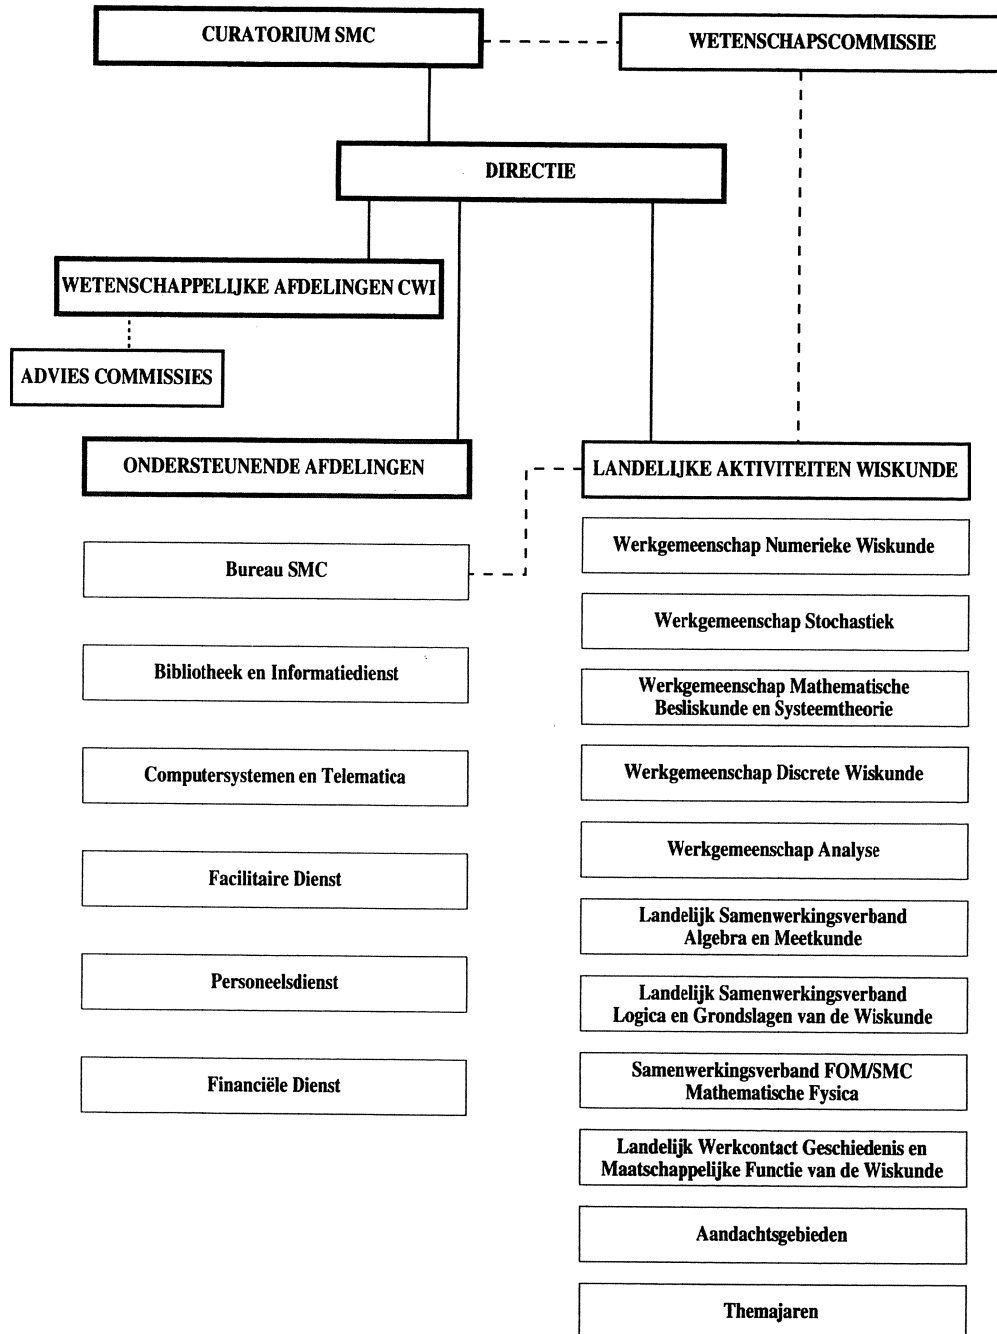 CURATORIUM SMC
WETENSCHAPSCOMMISSIE
DIRECTIE
WETENSCHAPPELIJKE AFDELINGEN CWI
ADVIES COMMISSIES
ONDERSTEUNENDE AFDELINGEN
Bureau SMC
Bibliotheek en Informatiedienst
Computersystemen en Telematica
Facilitaire Dienst
Personeelsdienst
Financiële Dienst
LANDELIJKE AKTIVITEITEN WISKUNDE
Werkgemeenschap Numerieke Wiskunde
Werkgemeenschap Stochastiek
Werkgemeenschap Mathematische
Besliskunde en Systeemtheorie
Werkgemeenschap Discrete Wiskunde
Werkgemeenschap Analyse
Landelijk Samenwerkingsverband
Algebra en Meetkunde
Landelijk Samenwerkingsverband
Logica en Grondslagen van de Wiskunde
Samenwerkingsverband FOM/SMC
Mathematische Fysica
Landelijk Werkcontact Geschiedenis en
Maatschappelijke Functie van de Wiskunde
Aandachtsgebieden
Themajaren